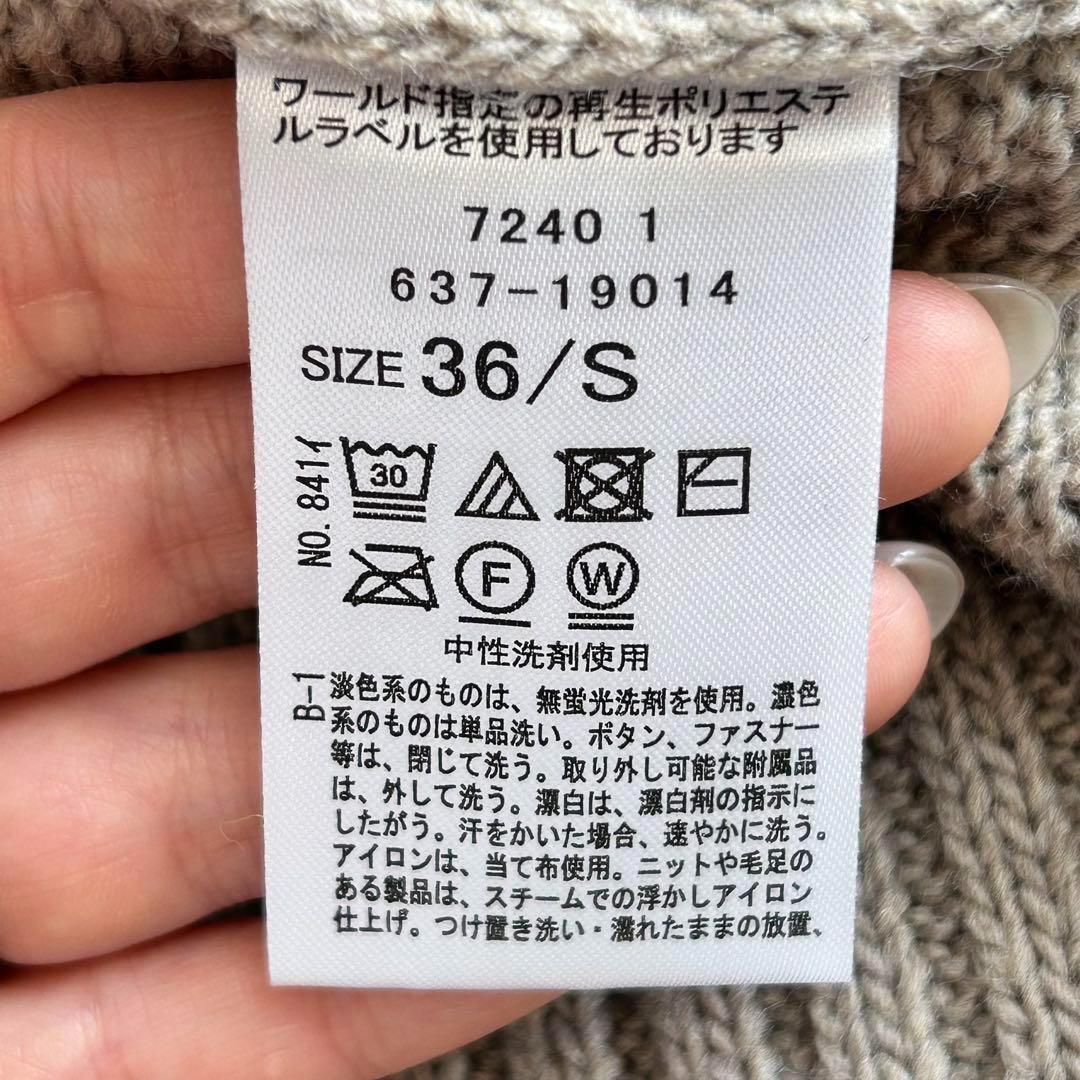 ワールド指定の再生ポリエステ
ルラベルを使用しております
7240 1
637-19014
SIZE 36/S
NO. 841イ
30
F
W
中性洗剤使用
B-1
淡色系のものは、無蛍光洗剤を使用。濃色
系のものは単品洗い。ボタン、ファスナー
等は、閉じて洗う。取り外し可能な附属品
は、外して洗う。漂白は、漂白剤の指示に
したがう。汗をかいた場合、速やかに洗う。
アイロンは、当て布使用。ニットや毛足の
ある製品は、スチームでの浮かしアイロン
仕上げ。つけ置き洗い・濡れたままの放置、